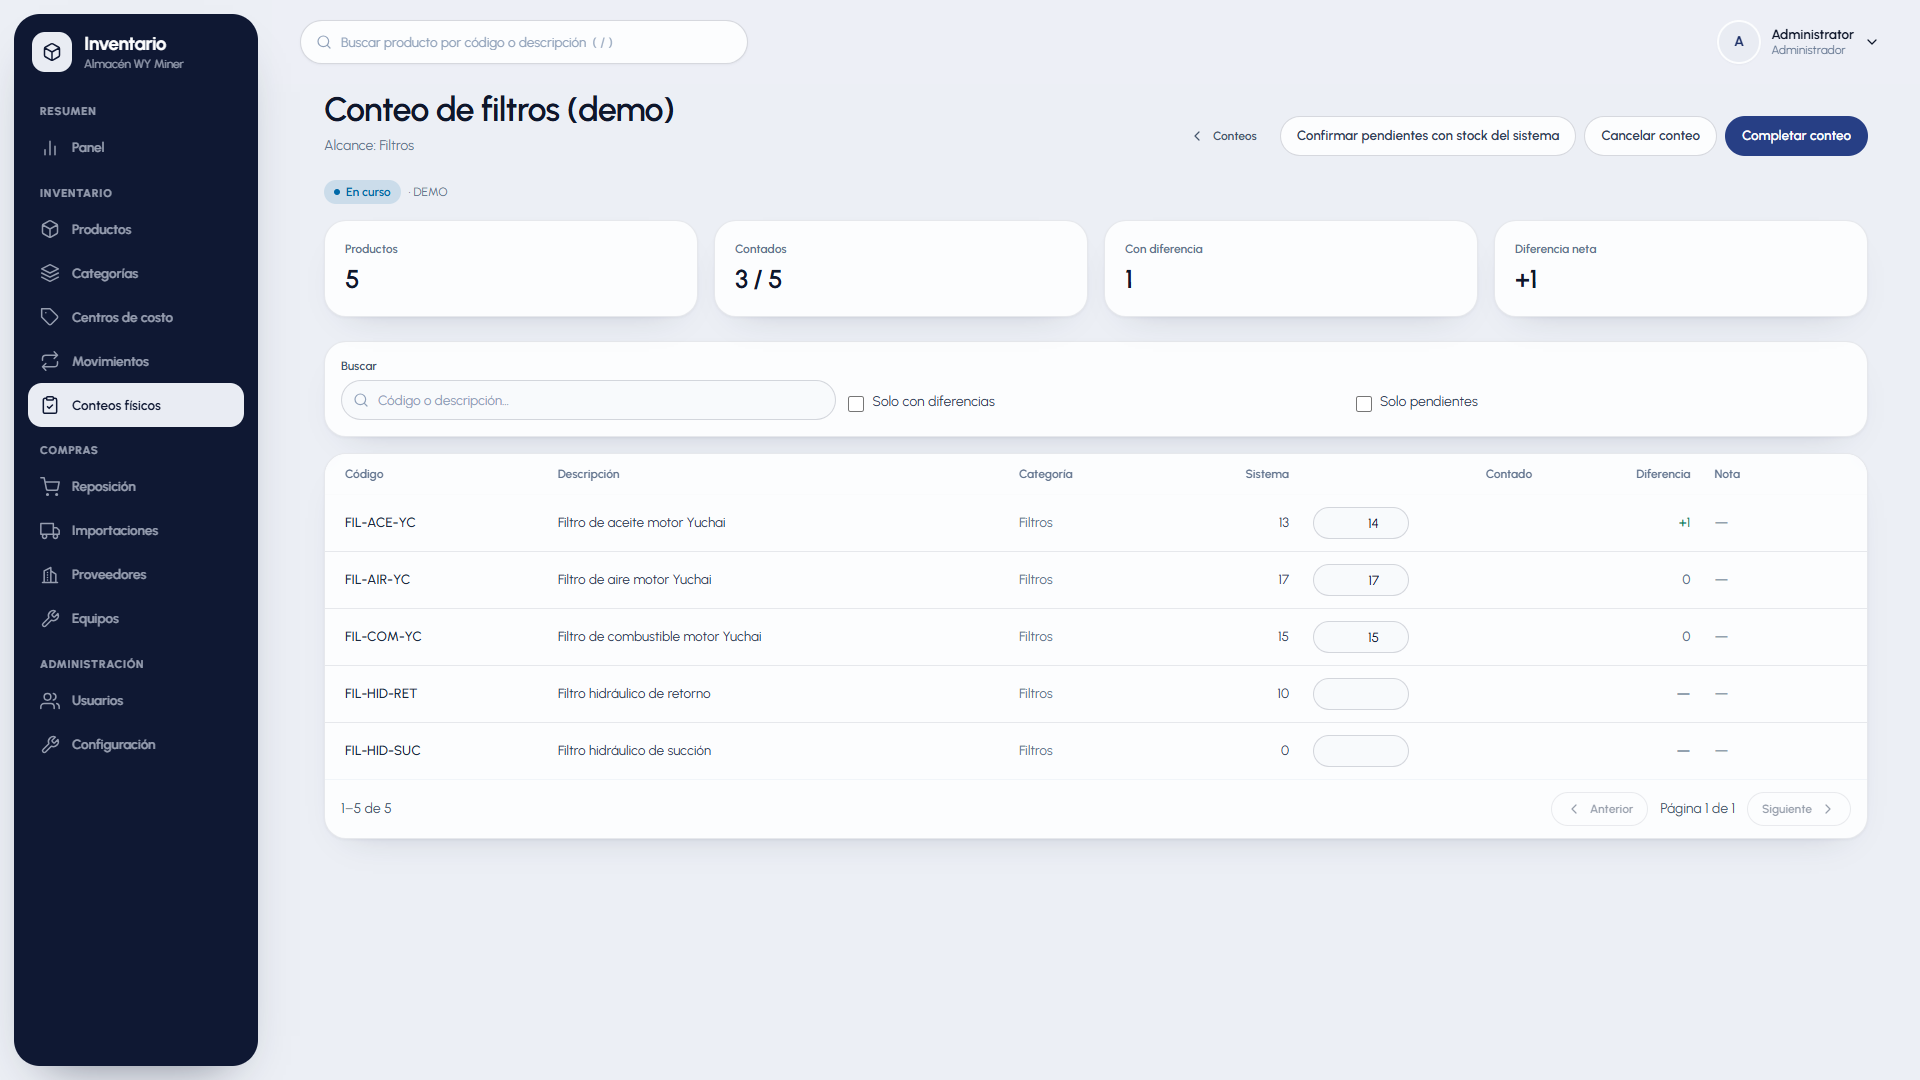 Inventario
Almacén WY Miner
RESUMEN
Panel
INVENTARIO
Productos
Categorías
Centros de costo
Movimientos
Conteos físicos
COMPRAS
Reposición
Importaciones
Proveedores
Equipos
ADMINISTRACIÓN
Usuarios
Configuración
Buscar producto por código o descripción ( / )
A
Administrator
Administrador
Conteo de filtros (demo)
Alcance: Filtros
Conteos
Confirmar pendientes con stock del sistema
Cancelar conteo
Completar conteo
En curso · DEMO
Productos
5
Contados
3 / 5
Con diferencia
1
Diferencia neta
+1
Buscar
Código o descripción...
Solo con diferencias
Solo pendientes
Código Descripción Categoría Sistema Contado Diferencia Nota
FIL-ACE-YC Filtro de aceite motor Yuchai Filtros 13 14 +1 —
FIL-AIR-YC Filtro de aire motor Yuchai Filtros 17 17 0 —
FIL-COM-YC Filtro de combustible motor Yuchai Filtros 15 15 0 —
FIL-HID-RET Filtro hidráulico de retorno Filtros 10 — —
FIL-HID-SUC Filtro hidráulico de succión Filtros 0 — —
1–5 de 5
Anterior Página 1 de 1 Siguiente